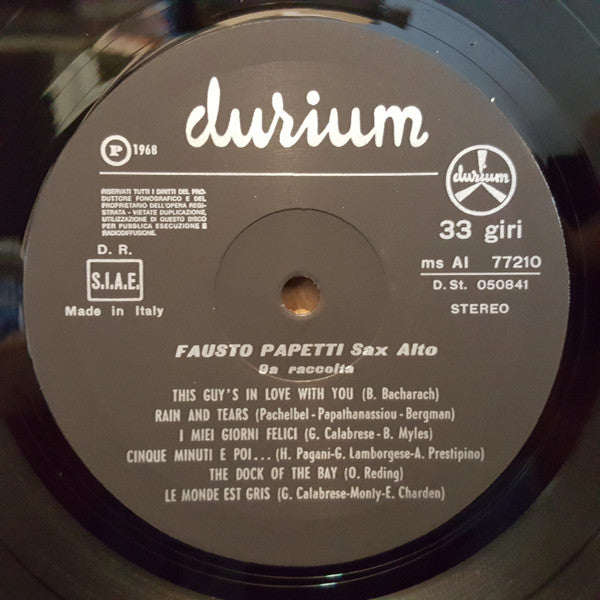 durium
P 1968
RISERVATI TUTTI I DIRITTI DEL PRO-
DUTTORE FONOGRAFICO E DEL
PROPRIETARIO DELL'OPERA REGI-
STRATA - VIETATE DUPLICAZIONE,
UTILIZZAZIONE DI QUESTO DISCO
PER PUBBLICA ESECUZIONE E
RADIODIFFUSIONE.
D. R.
S.I.A.E.
Made in Italy
durium
33 giri
ms AI 77210
D. St. 050841
STEREO
FAUSTO PAPETTI Sax Alto
9a raccolta
THIS GUY'S IN LOVE WITH YOU (B. Bacharach)
RAIN AND TEARS (Pachelbel-Papathanassiou-Bergman)
I MIEI GIORNI FELICI (G. Calabrese-B. Myles)
CINQUE MINUTI E POI... (H. Pagani-G. Lamborgese-A. Prestipino)
THE DOCK OF THE BAY (O. Reding)
LE MONDE EST GRIS (G. Calabrese-Monty-E. Charden)